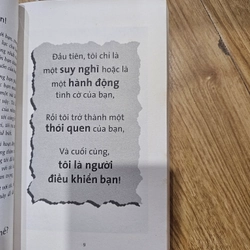 Đầu tiên, tôi chỉ là
một suy nghĩ hoặc là
một hành động
tình cờ của bạn,
Rồi tôi trở thành một
thói quen của bạn,
Và cuối cùng,
tôi là người
điều khiển bạn!